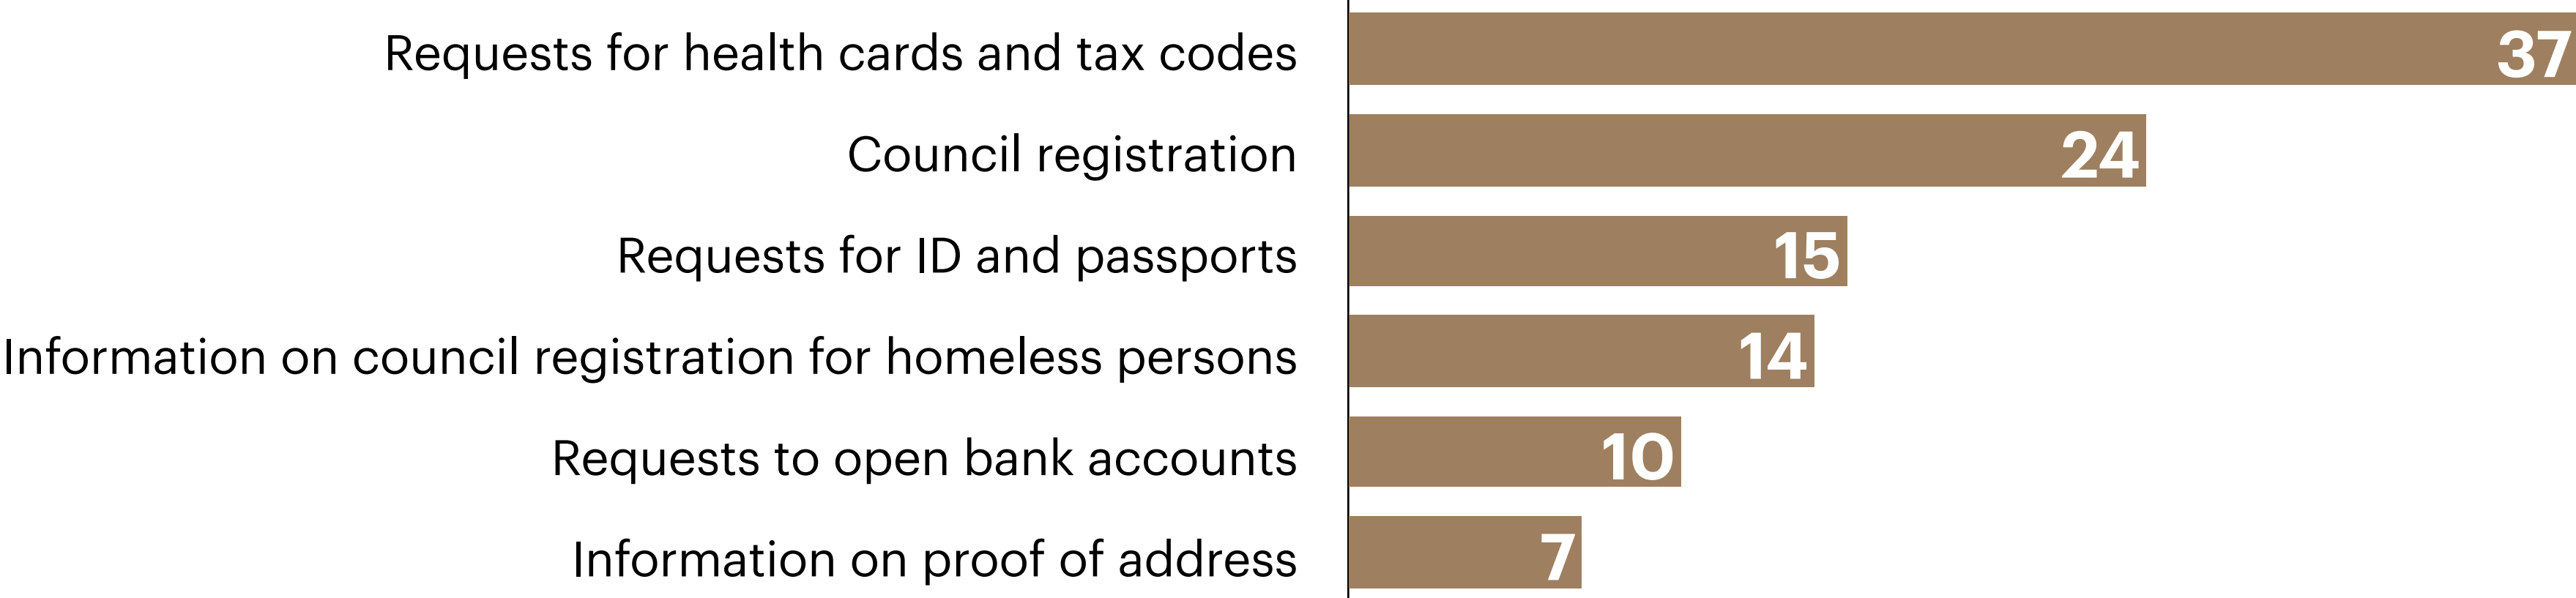 Requests for health cards and tax codes 37
Council registration 24
Requests for ID and passports 15
Information on council registration for homeless persons 14
Requests to open bank accounts 10
Information on proof of address 7